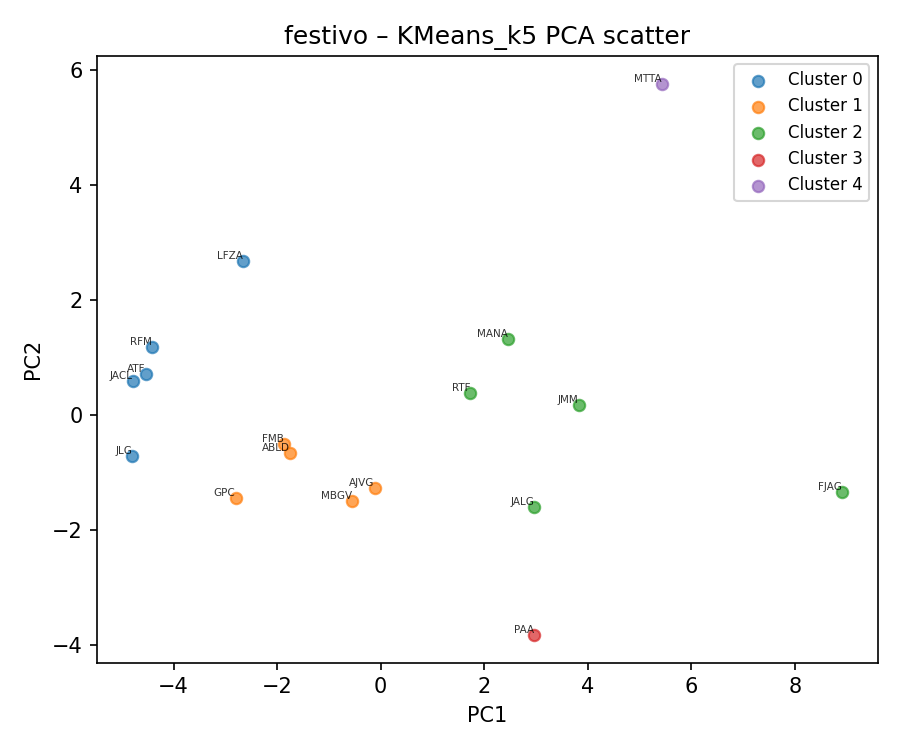 festivo – KMeans_k5 PCA scatter
6
MTTA
Cluster 0
Cluster 1
Cluster 2
Cluster 3
Cluster 4
4
LFZA
2
MANA
RFM
ATF
JACL
RTF
JMM
0
FMB
ABLD
JLG
AJVG
MBGV
GPC
FJAG
JALG
−2
PAA
−4
−4 −2 0 2 4 6 8
PC1
PC2